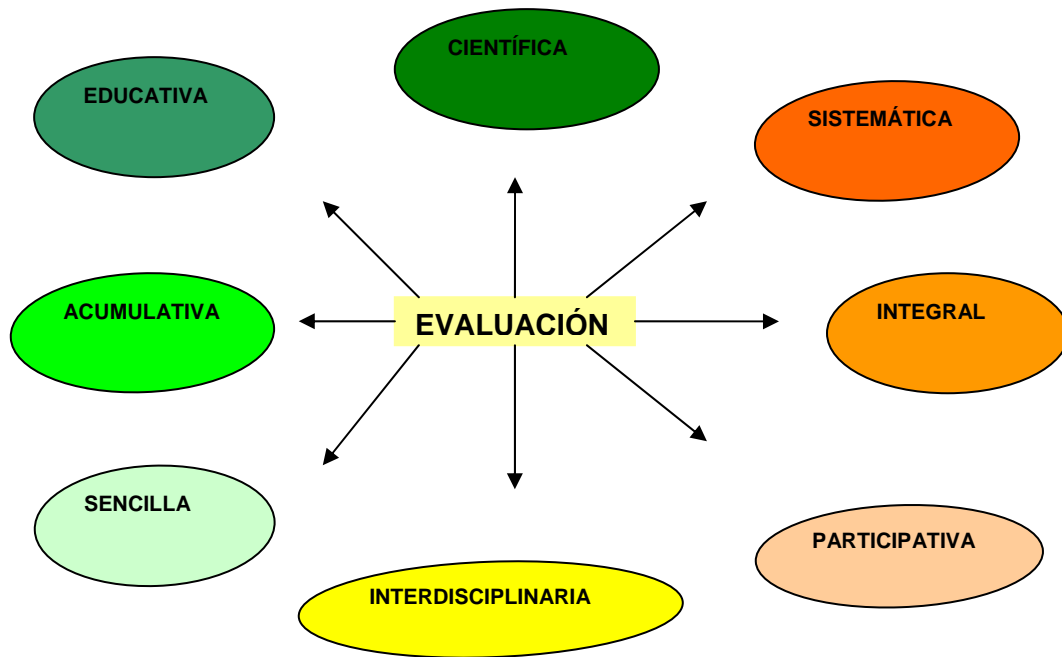 CIENTÍFICA
EDUCATIVA
SISTEMÁTICA
ACUMULATIVA
EVALUACIÓN
INTEGRAL
SENCILLA
PARTICIPATIVA
INTERDISCIPLINARIA